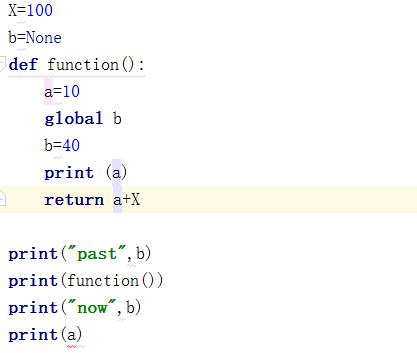 X=100
b=None
def function():
    a=10
    global b
    b=40
    print (a)
    return a+X
print("past",b)
print(function())
print("now",b)
print(a)